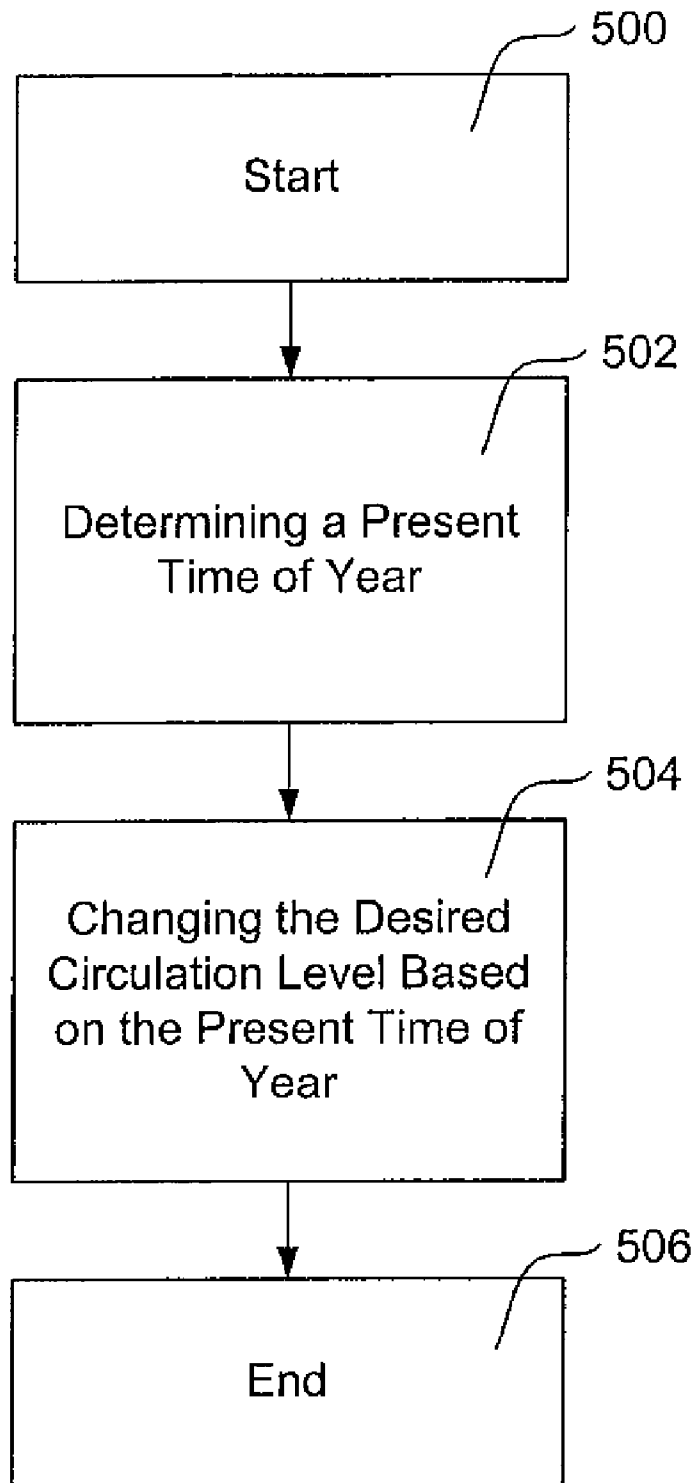 500
Start
502
Determining a Present
Time of Year
504
Changing the Desired
Circulation Level Based
on the Present Time of
Year
506
End